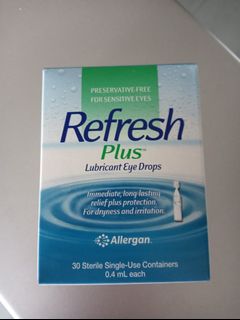 PRESERVATIVE-FREE
FOR SENSITIVE EYES
Refresh
Plus™
Lubricant Eye Drops
Immediate, long-lasting
relief plus protection.
For dryness and irritation.
Allergan
30 Sterile Single-Use Containers
0.4 mL each